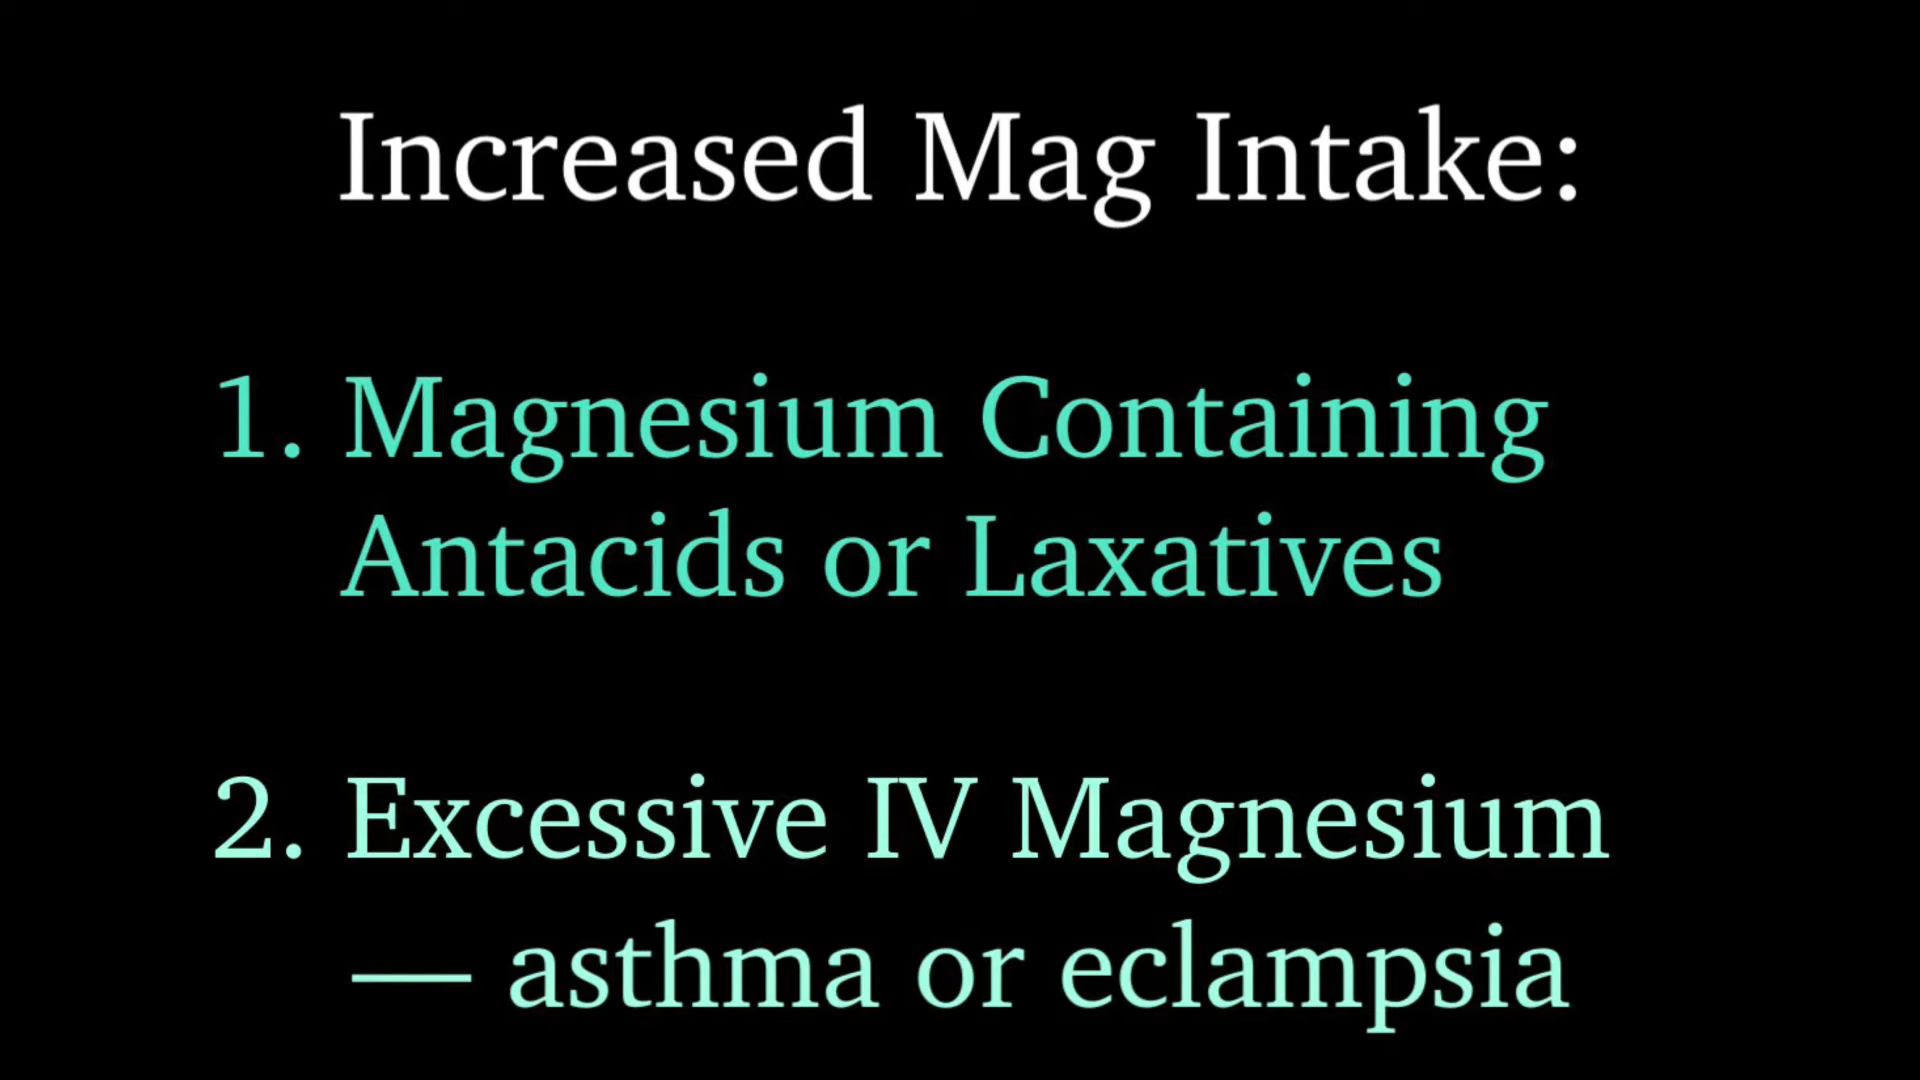 Increased Mag Intake:
1. Magnesium Containing
Antacids or Laxatives
2. Excessive IV Magnesium
— asthma or eclampsia